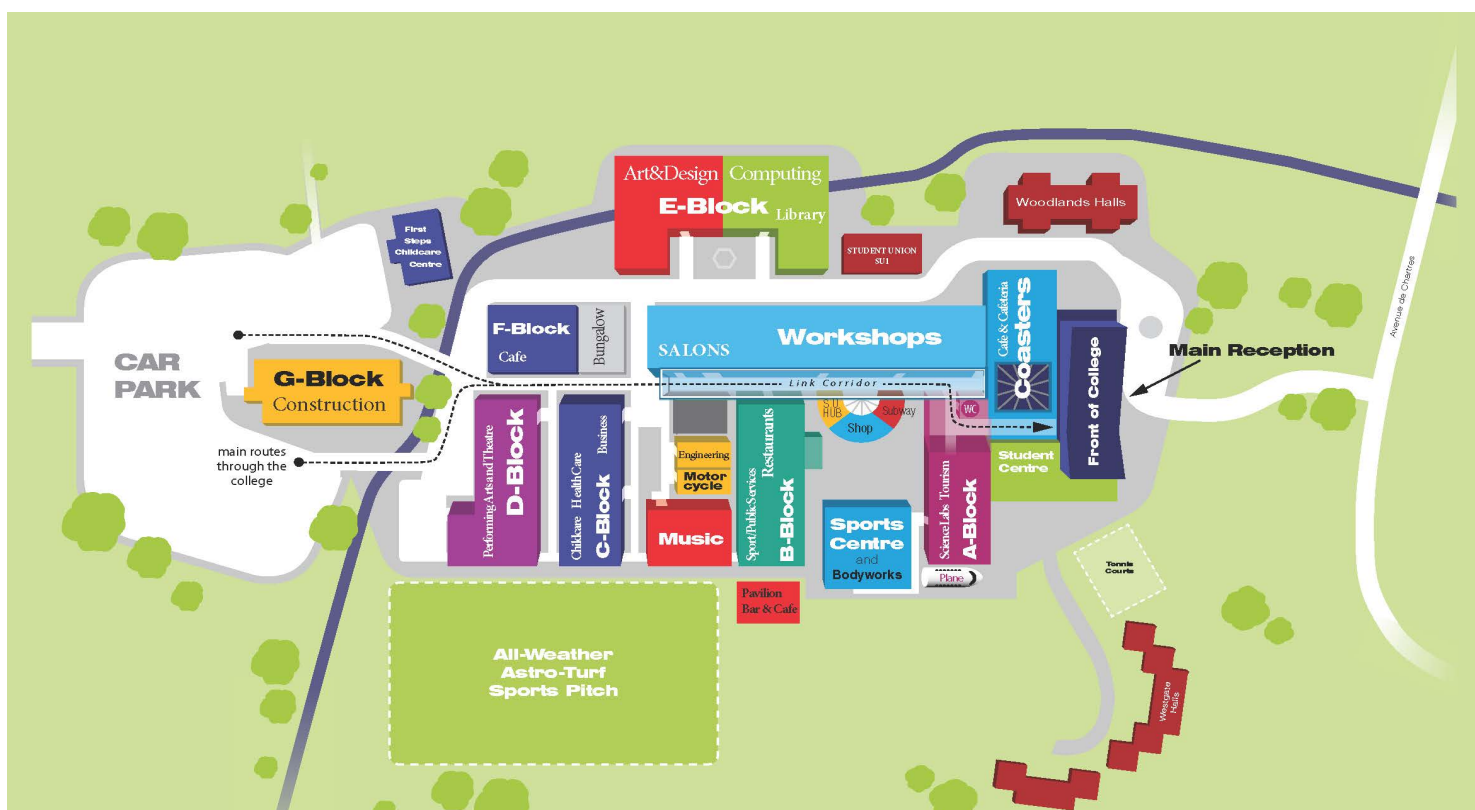 Art&Design
Computing
E-Block
Library
Woodlands Halls
First
Steps
Childcare
Centre
STUDENT UNION
SU1
Avenue de Chartres
F-Block
Cafe
Bungalow
SALONS
Workshops
Cafe & Cafeteria
Coasters
Front of College
Main Reception
CAR
PARK
G-Block
Construction
Link Corridor
main routes
through the
college
Performing Arts and Theatre
D-Block
Childcare HealthCare Business
C-Block
Engineering
Motor
cycle
Music
Sport/Public Services
Restaurants
B-Block
S U
HUB
Shop
Subway
WC
Student
Centre
Sports
Centre
and
Bodyworks
Science Labs Tourism
A-Block
Plane
Tennis
Courts
Pavilion
Bar & Cafe
All-Weather
Astro-Turf
Sports Pitch
Westgate
Halls